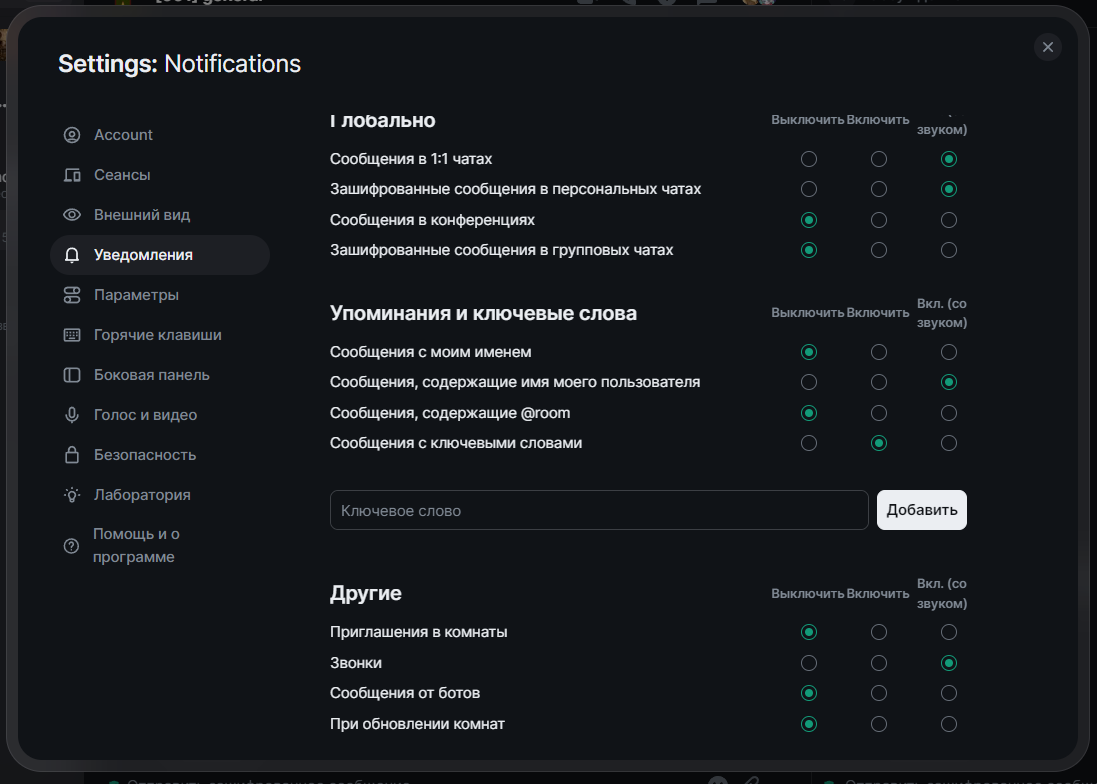 Settings: Notifications
Account
Сеансы
Внешний вид
Уведомления
Параметры
Горячие клавиши
Боковая панель
Голос и видео
Безопасность
Лаборатория
Помощь и о
программе
Глобально
Выключить Включить
звуком)
Сообщения в 1:1 чатах
Зашифрованные сообщения в персональных чатах
Сообщения в конференциях
Зашифрованные сообщения в групповых чатах
Упоминания и ключевые слова
Выключить Включить
Вкл. (со
звуком)
Сообщения с моим именем
Сообщения, содержащие имя моего пользователя
Сообщения, содержащие @room
Сообщения с ключевыми словами
Ключевое слово
Добавить
Другие
Выключить Включить
Вкл. (со
звуком)
Приглашения в комнаты
Звонки
Сообщения от ботов
При обновлении комнат